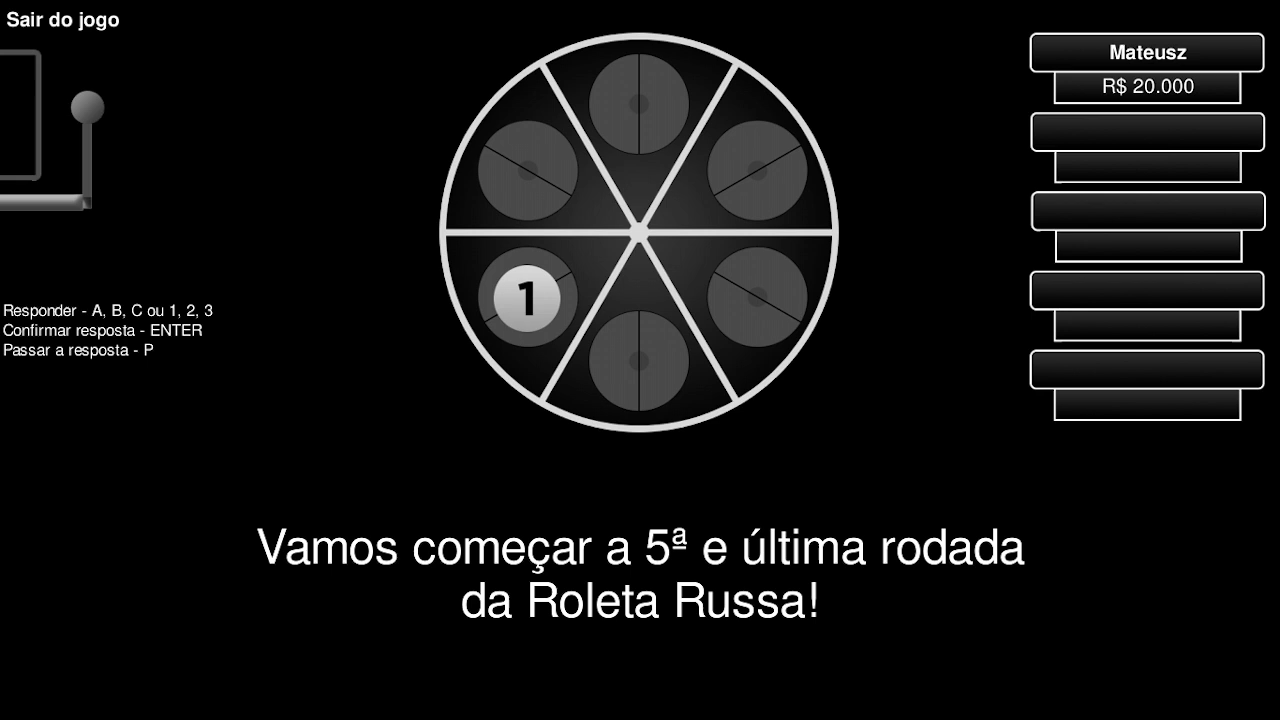 Sair do jogo
Mateusz
R$ 20.000
1
Responder - A, B, C ou 1, 2, 3
Confirmar resposta - ENTER
Passar a resposta - P
Vamos começar a 5ª e última rodada
da Roleta Russa!